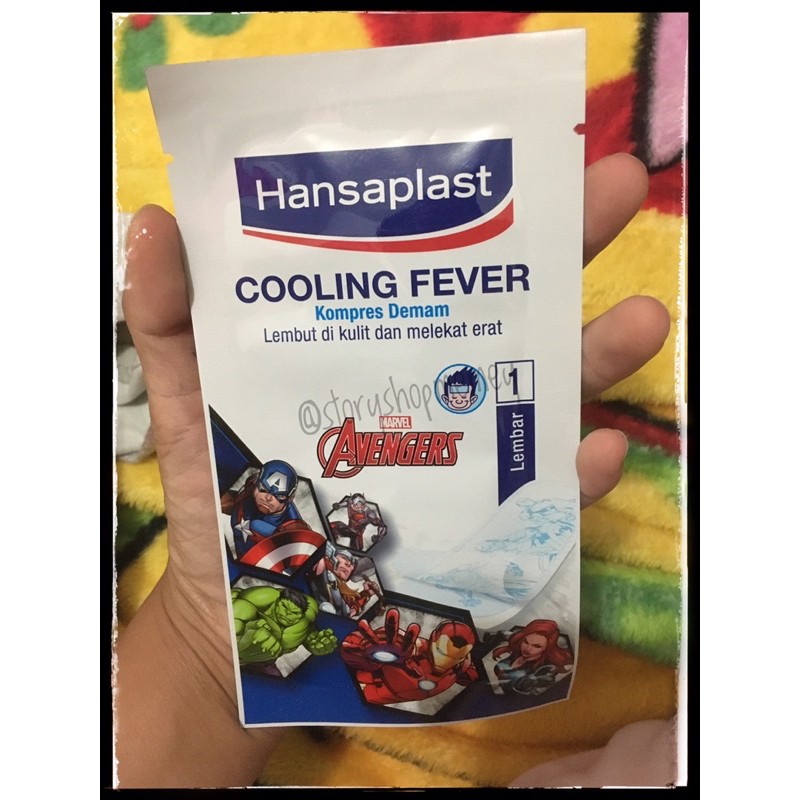 Hansaplast
COOLING FEVER
Kompres Demam
Lembut di kulit dan melekat erat
1
Lembar
MARVEL
AVENGERS